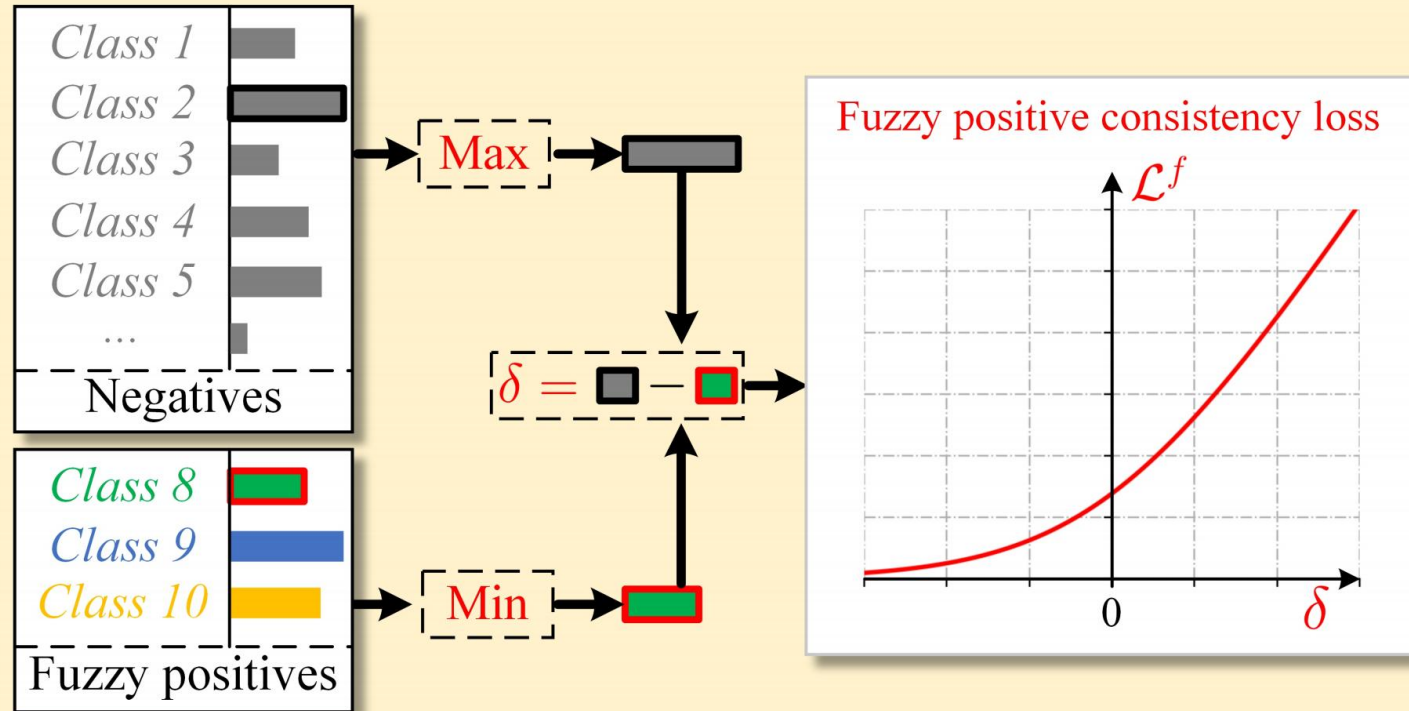 Class 1
Class 2
Class 3
Class 4
Class 5
...
Negatives
Max
δ = −
Class 8
Class 9
Class 10
Fuzzy positives
Min
Fuzzy positive consistency loss
ℒᶠ
0
δ